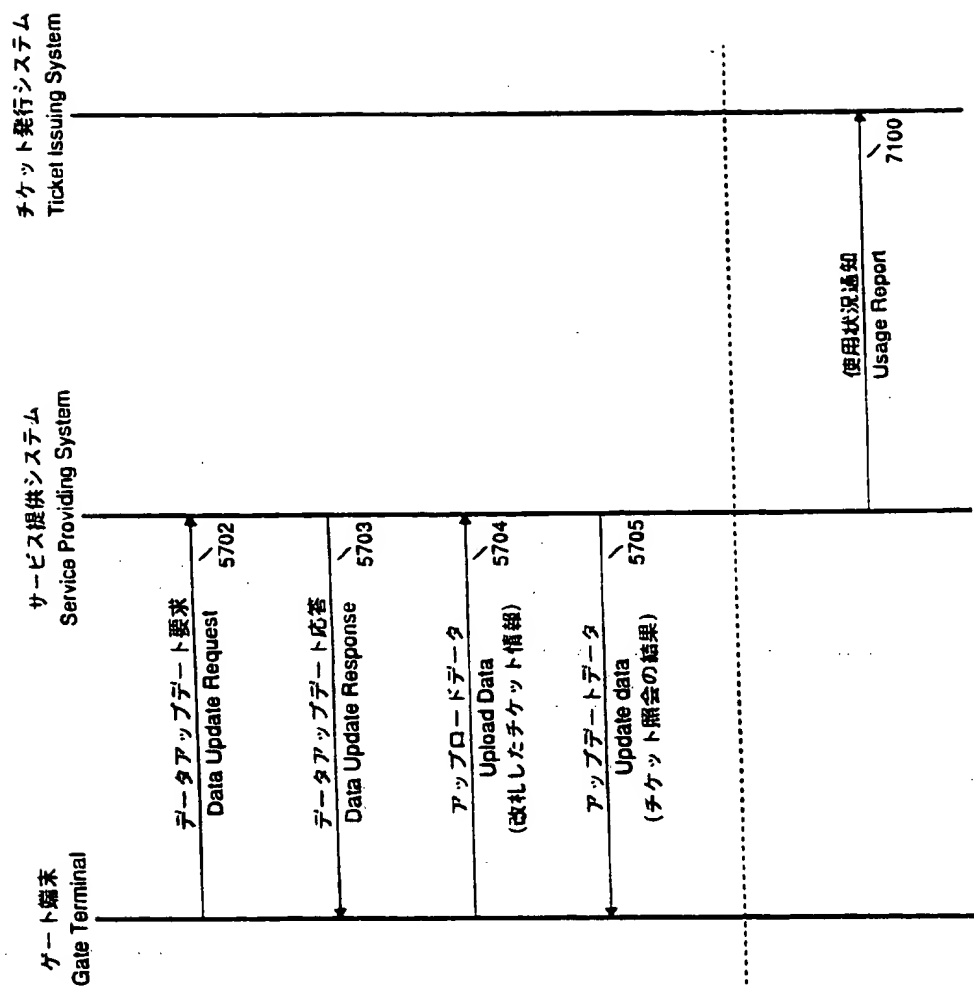 ゲート端末
Gate Terminal
サービス提供システム
Service Providing System
チケット発行システム
Ticket Issuing System
データアップデート要求
Data Update Request
5702
データアップデート応答
Data Update Response
5703
アップロードデータ
Upload Data
(改札したチケット情報)
5704
アップデートデータ
Update data
(チケット照会の結果)
5705
使用状況通知
Usage Report
7100